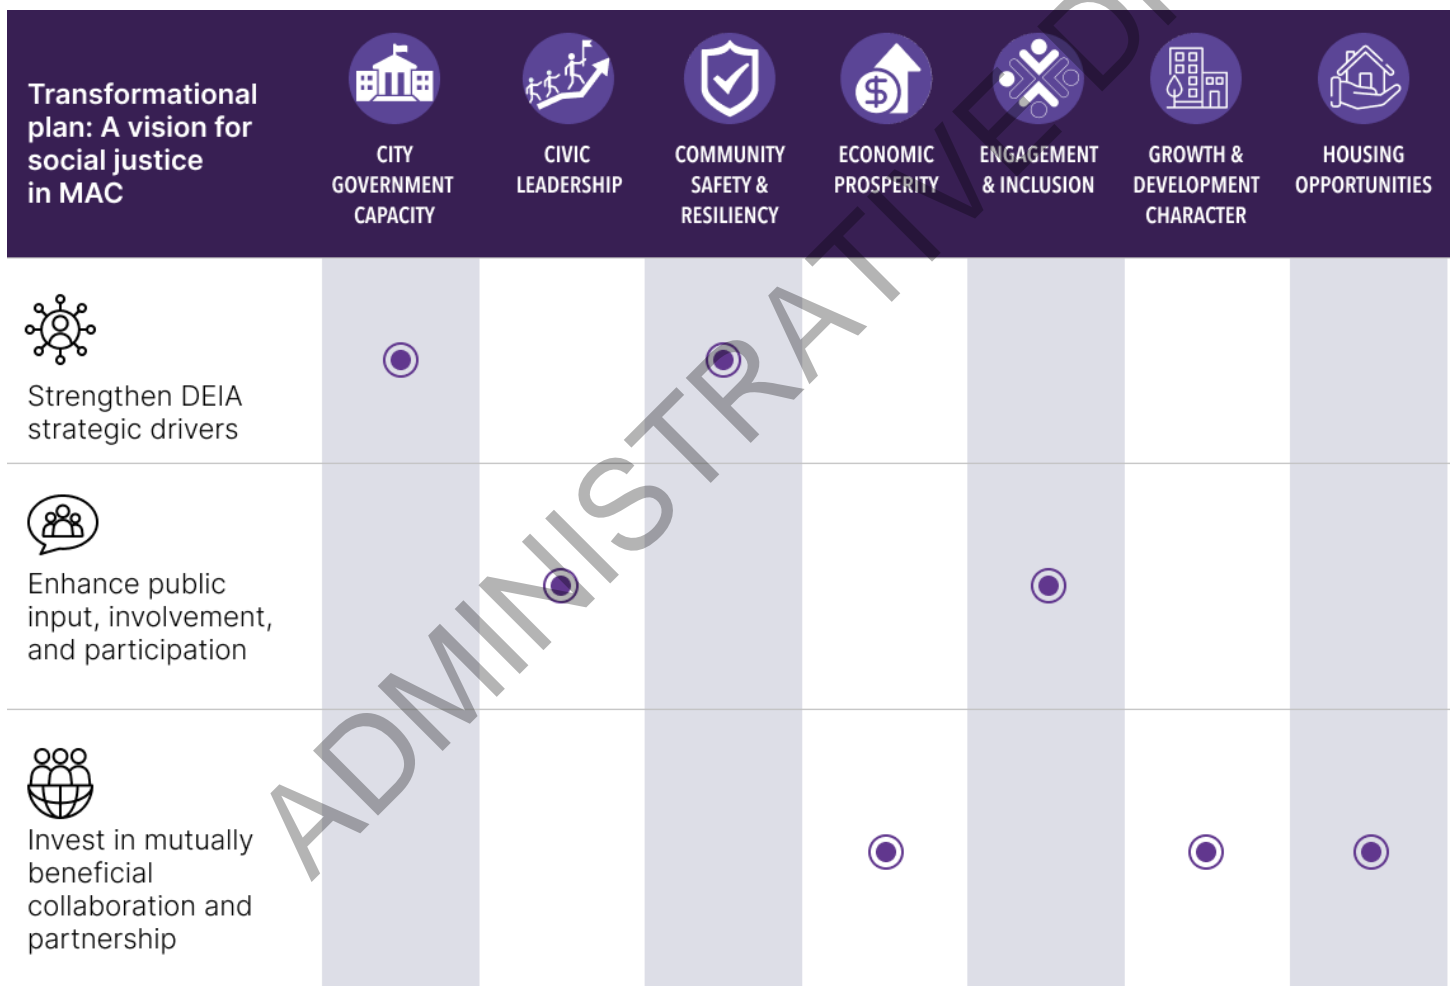 Transformational
plan: A vision for
social justice
in MAC
CITY
GOVERNMENT
CAPACITY
CIVIC
LEADERSHIP
COMMUNITY
SAFETY &
RESILIENCY
ECONOMIC
PROSPERITY
ENGAGEMENT
& INCLUSION
GROWTH &
DEVELOPMENT
CHARACTER
HOUSING
OPPORTUNITIES
Strengthen DEIA
strategic drivers
Enhance public
input, involvement,
and participation
Invest in mutually
beneficial
collaboration and
partnership
ADMINISTRATIVE